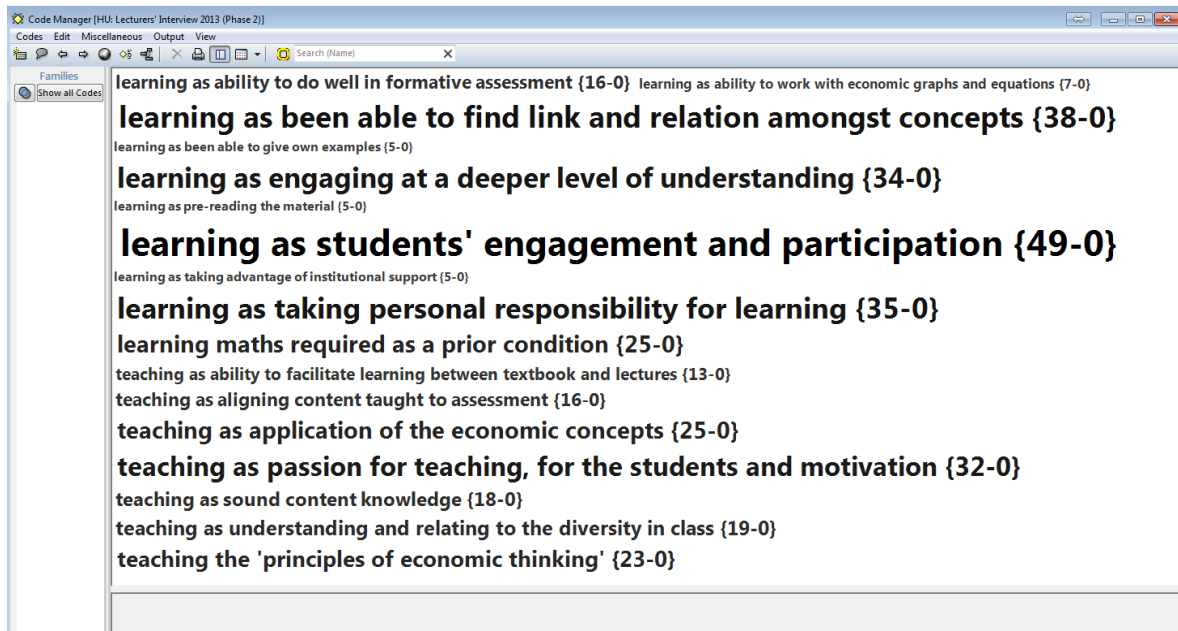 Code Manager [HU: Lecturers' Interview 2013 (Phase 2)]
Codes Edit Miscellaneous Output View
Search (Name)
Families
Show all Codes
learning as ability to do well in formative assessment {16-0} learning as ability to work with economic graphs and equations {7-0}
learning as been able to find link and relation amongst concepts {38-0}
learning as been able to give own examples {5-0}
learning as engaging at a deeper level of understanding {34-0}
learning as pre-reading the material {5-0}
learning as students' engagement and participation {49-0}
learning as taking advantage of institutional support {5-0}
learning as taking personal responsibility for learning {35-0}
learning maths required as a prior condition {25-0}
teaching as ability to facilitate learning between textbook and lectures {13-0}
teaching as aligning content taught to assessment {16-0}
teaching as application of the economic concepts {25-0}
teaching as passion for teaching, for the students and motivation {32-0}
teaching as sound content knowledge {18-0}
teaching as understanding and relating to the diversity in class {19-0}
teaching the 'principles of economic thinking' {23-0}